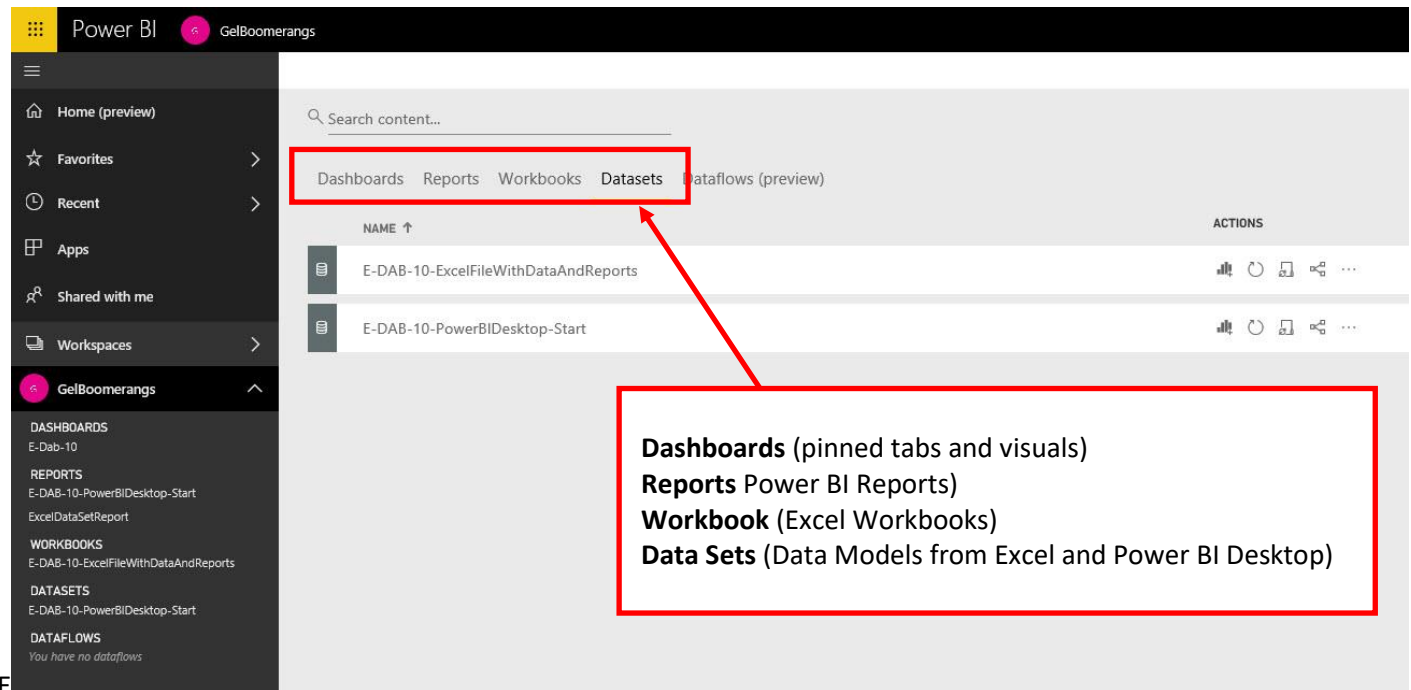 Power BI G GelBoomerangs
Home (preview)
Search content...
Favorites
Dashboards Reports Workbooks Datasets Dataflows (preview)
Recent
NAME ↑ ACTIONS
Apps
E-DAB-10-ExcelFileWithDataAndReports
Shared with me
E-DAB-10-PowerBIDesktop-Start
Workspaces
G GelBoomerangs
DASHBOARDS
E-Dab-10
REPORTS
E-DAB-10-PowerBIDesktop-Start
ExcelDataSetReport
WORKBOOKS
E-DAB-10-ExcelFileWithDataAndReports
DATASETS
E-DAB-10-PowerBIDesktop-Start
DATAFLOWS
You have no dataflows
Dashboards (pinned tabs and visuals)
Reports Power BI Reports)
Workbook (Excel Workbooks)
Data Sets (Data Models from Excel and Power BI Desktop)
E